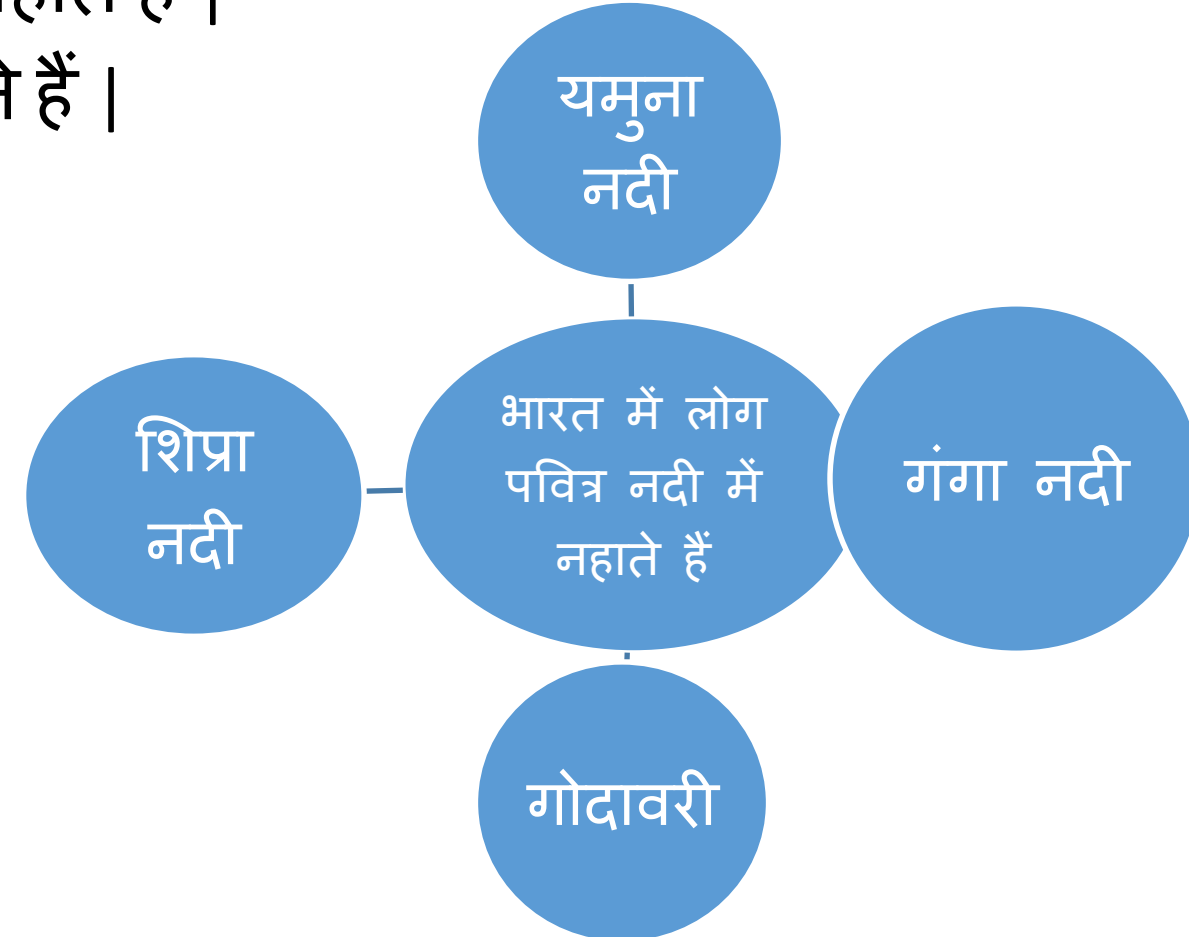 हैं |
हैं |
यमुना
नदी
भारत में लोग
पवित्र नदी में
नहाते हैं
गंगा नदी
शिप्रा
नदी
गोदावरी